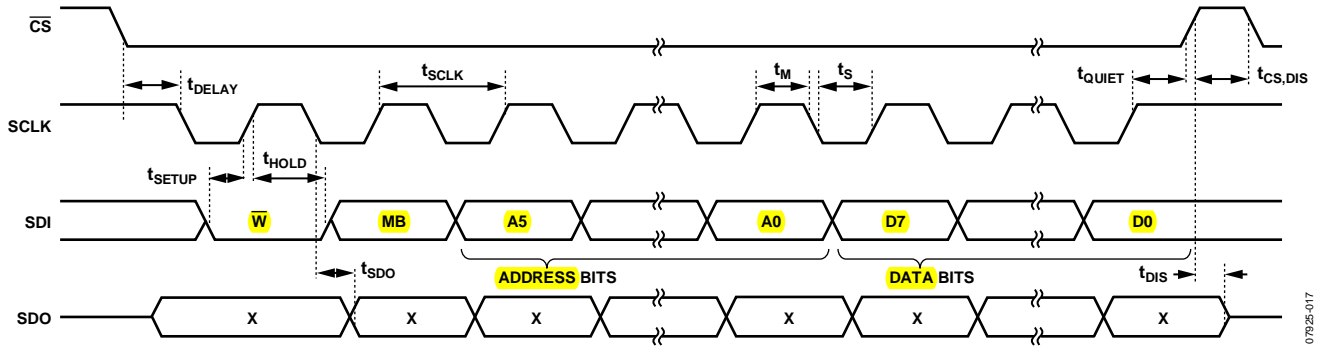 CS
tDELAY
tSCLK
tM
tS
tQUIET
tCS,DIS
SCLK
tSETUP
tHOLD
SDI
W
MB
A5
A0
D7
D0
tSDO
ADDRESS BITS
DATA BITS
tDIS
SDO
X
X
X
X
X
X
07925-017